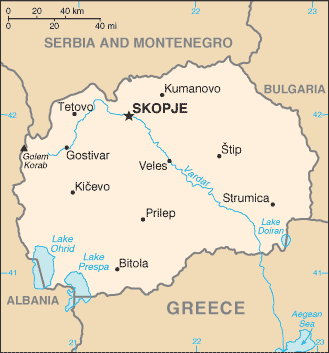 0 20 40 km
0 20 40 mi
22
23
SERBIA AND MONTENEGRO
BULGARIA
Kumanovo
Tetovo
SKOPJE
42
42
Golem
Korab
Gostivar
Veles
Štip
Vardar
Kičevo
Strumica
Prilep
Lake
Doiran
Lake
Ohrid
Lake
Prespa
Bitola
41
41
ALBANIA
GREECE
Aegean
Sea
21
22
23